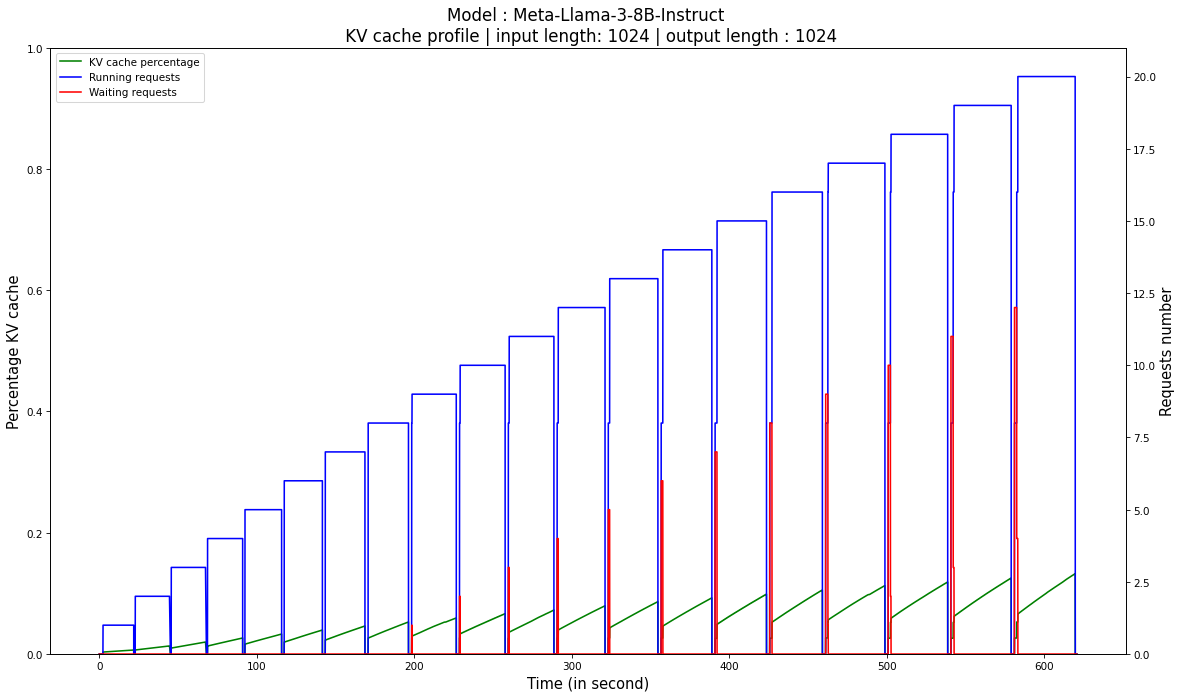 Model : Meta-Llama-3-8B-Instruct
KV cache profile | input length: 1024 | output length : 1024
KV cache percentage
Running requests
Waiting requests
Percentage KV cache
1.0
0.8
0.6
0.4
0.2
0.0
20.0
17.5
15.0
12.5
10.0
7.5
5.0
2.5
0.0
Requests number
0
100
200
300
400
500
600
Time (in second)